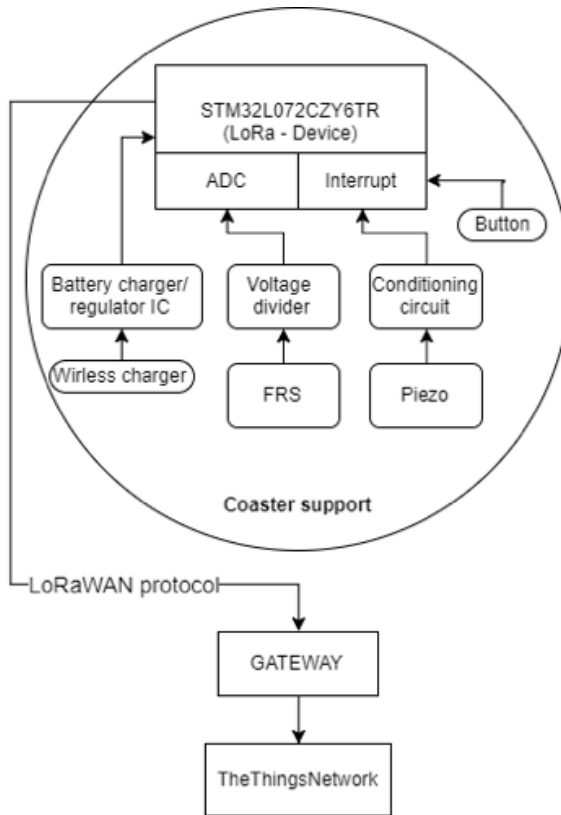 STM32L072CZY6TR
(LoRa - Device)
ADC
Interrupt
Button
Battery charger/
regulator IC
Voltage
divider
Conditioning
circuit
Wirless charger
FRS
Piezo
Coaster support
LoRaWAN protocol
GATEWAY
TheThingsNetwork